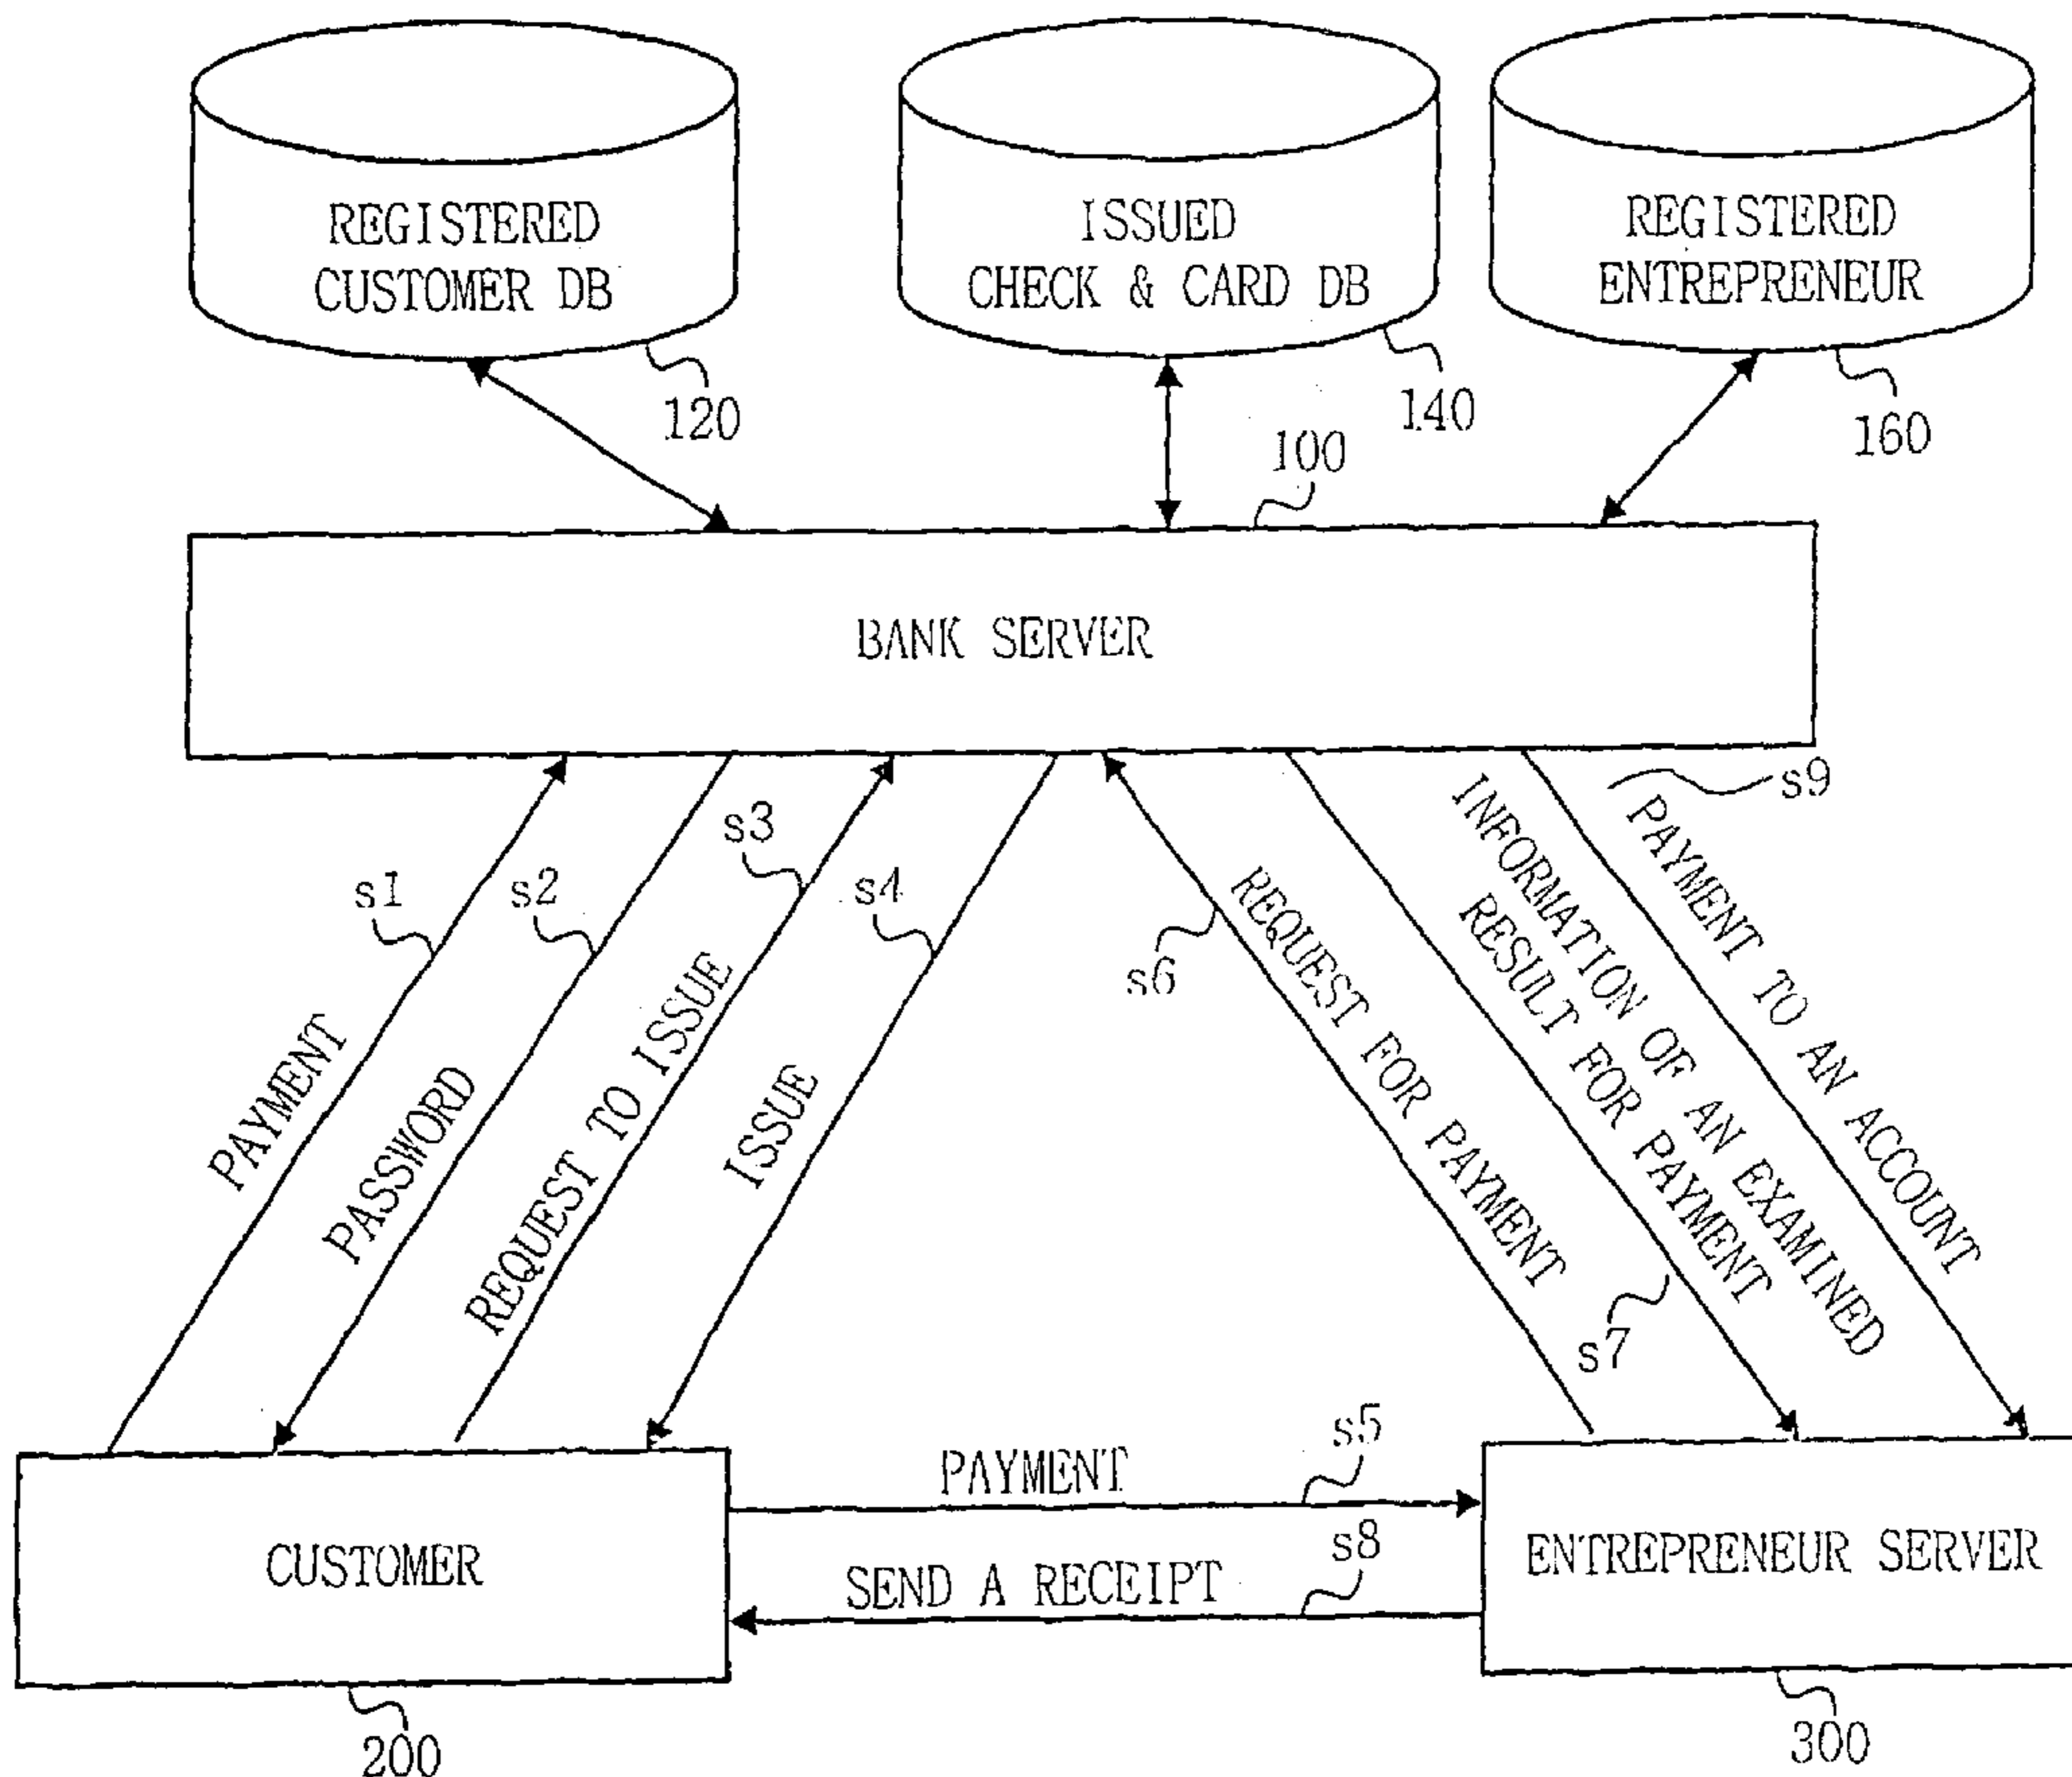 REGISTERED
CUSTOMER DB
ISSUED
CHECK & CARD DB
REGISTERED
ENTREPRENEUR
120
140
160
100
BANK SERVER
s1
s2
s3
s4
s6
s7
s9
PAYMENT
PASSWORD
REQUEST TO ISSUE
ISSUE
REQUEST FOR PAYMENT
INFORMATION OF AN EXAMINED
RESULT FOR PAYMENT
PAYMENT TO AN ACCOUNT
PAYMENT
s5
SEND A RECEIPT
s8
CUSTOMER
ENTREPRENEUR SERVER
200
300